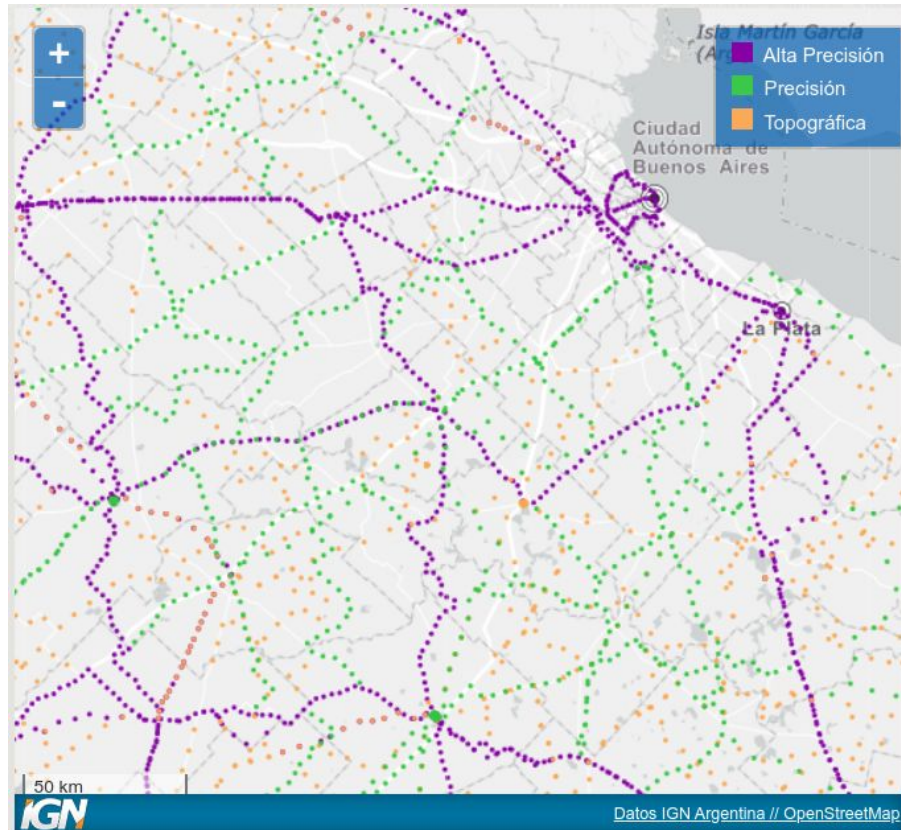 +
-
Isla Martín García
(Ar
Alta Precisión
Precisión
Topográfica
Ciudad
Autónoma de
Buenos Aires
La Plata
50 km
IGN
Datos IGN Argentina // OpenStreetMap